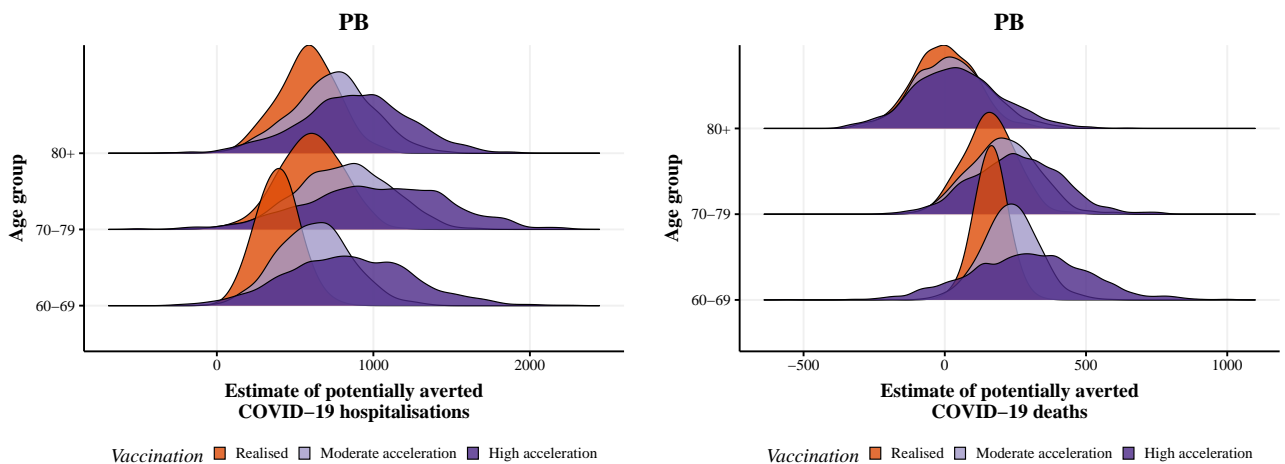 PB
Age group
80+
70−79
60−69
0
1000
2000
Estimate of potentially averted
COVID−19 hospitalisations
Vaccination Realised Moderate acceleration High acceleration
PB
Age group
80+
70−79
60−69
−500
0
500
1000
Estimate of potentially averted
COVID−19 deaths
Vaccination Realised Moderate acceleration High acceleration